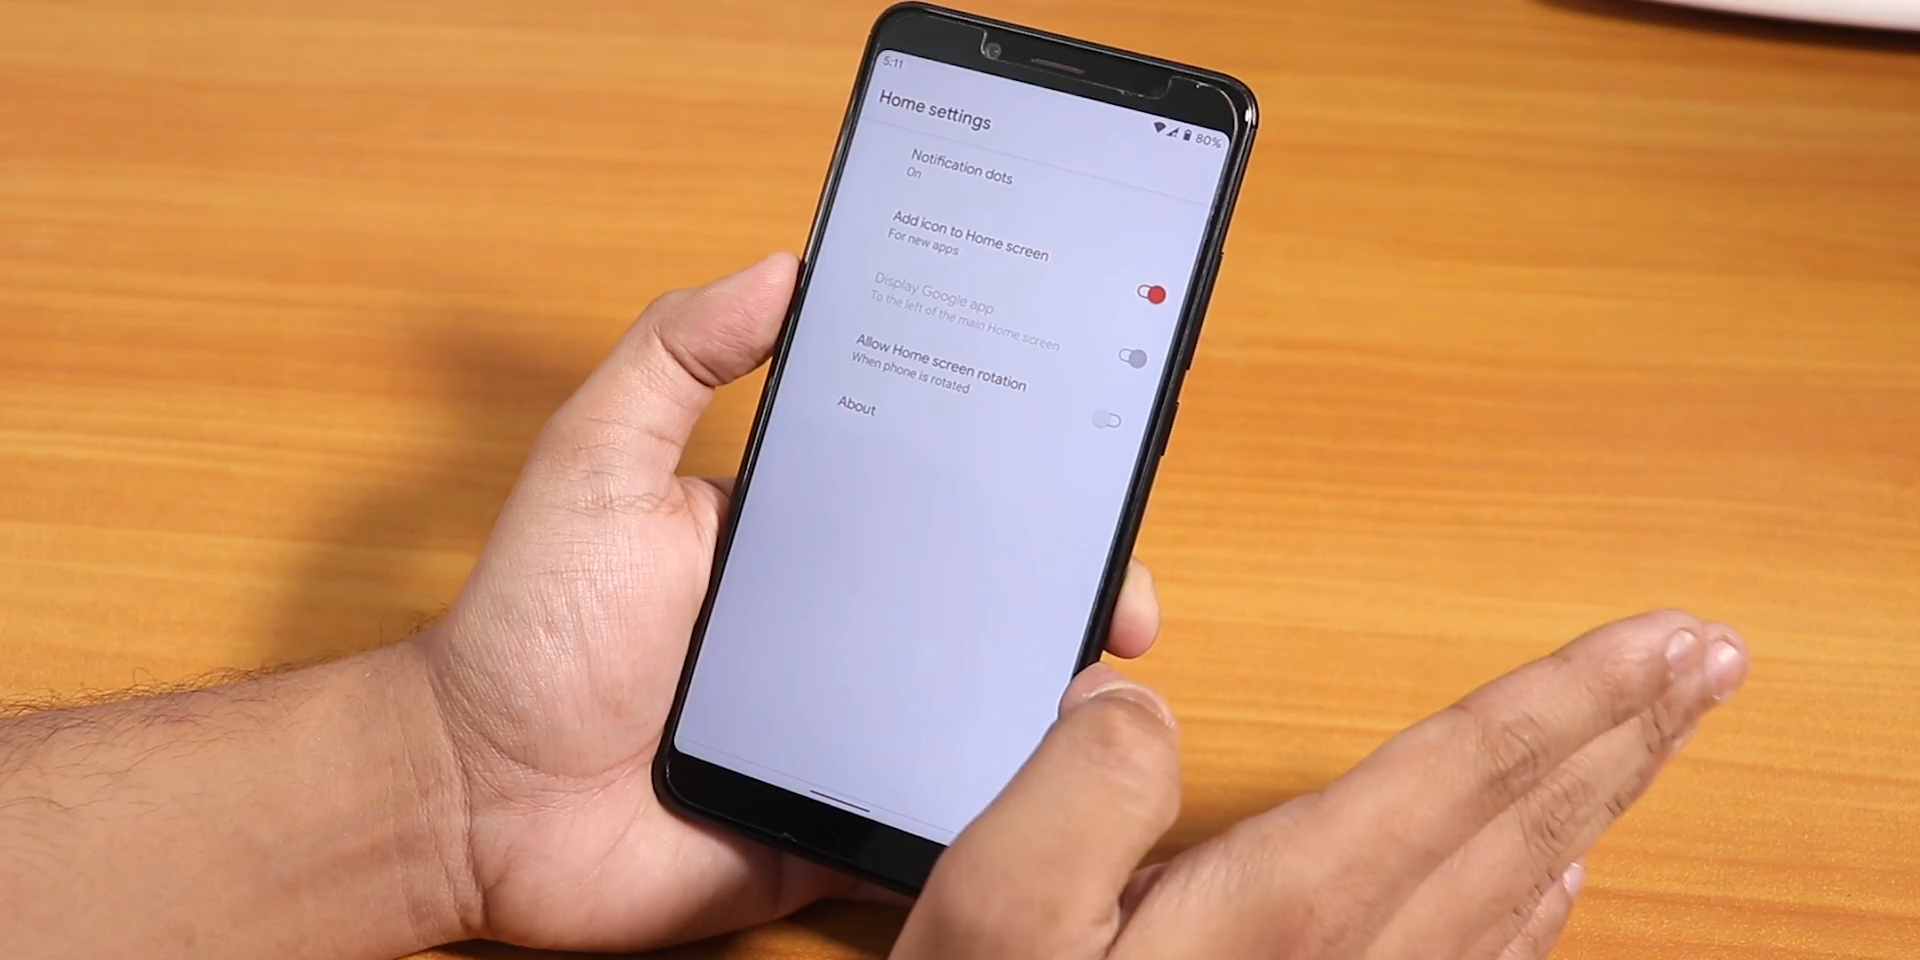 5:11
80%
Home settings
Notification dots
On
Add icon to Home screen
For new apps
Display Google app
To the left of the main Home screen
Allow Home screen rotation
When phone is rotated
About